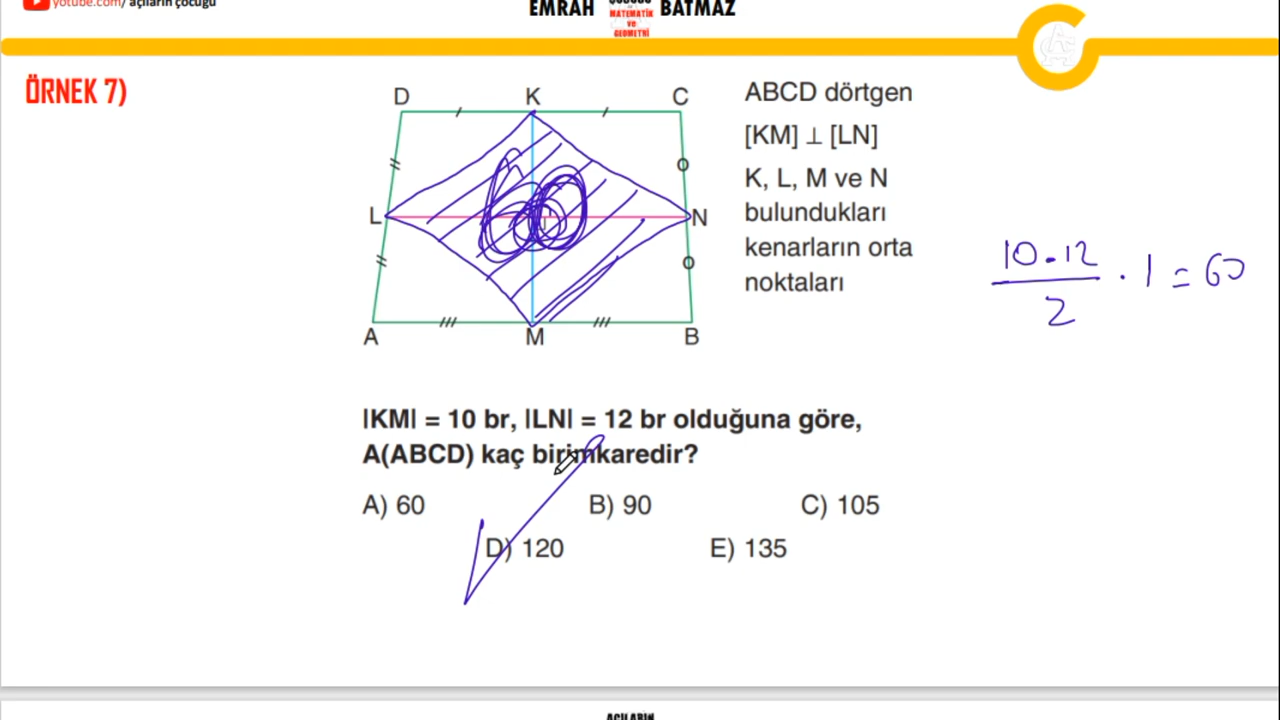 yotube.com/ açıların çocuğu
EMRAH
BATMAZ
MATEMATİK
ve
GEOMETRİ
ÖRNEK 7)
D K C
L N
A M B
ABCD dörtgen
[KM] ⊥ [LN]
K, L, M ve N
bulundukları
kenarların orta
noktaları
60
10.12
2
. 1 = 60
|KM| = 10 br, |LN| = 12 br olduğuna göre,
A(ABCD) kaç birimkaredir?
A) 60 B) 90 C) 105
D) 120 E) 135
AÇILARIN